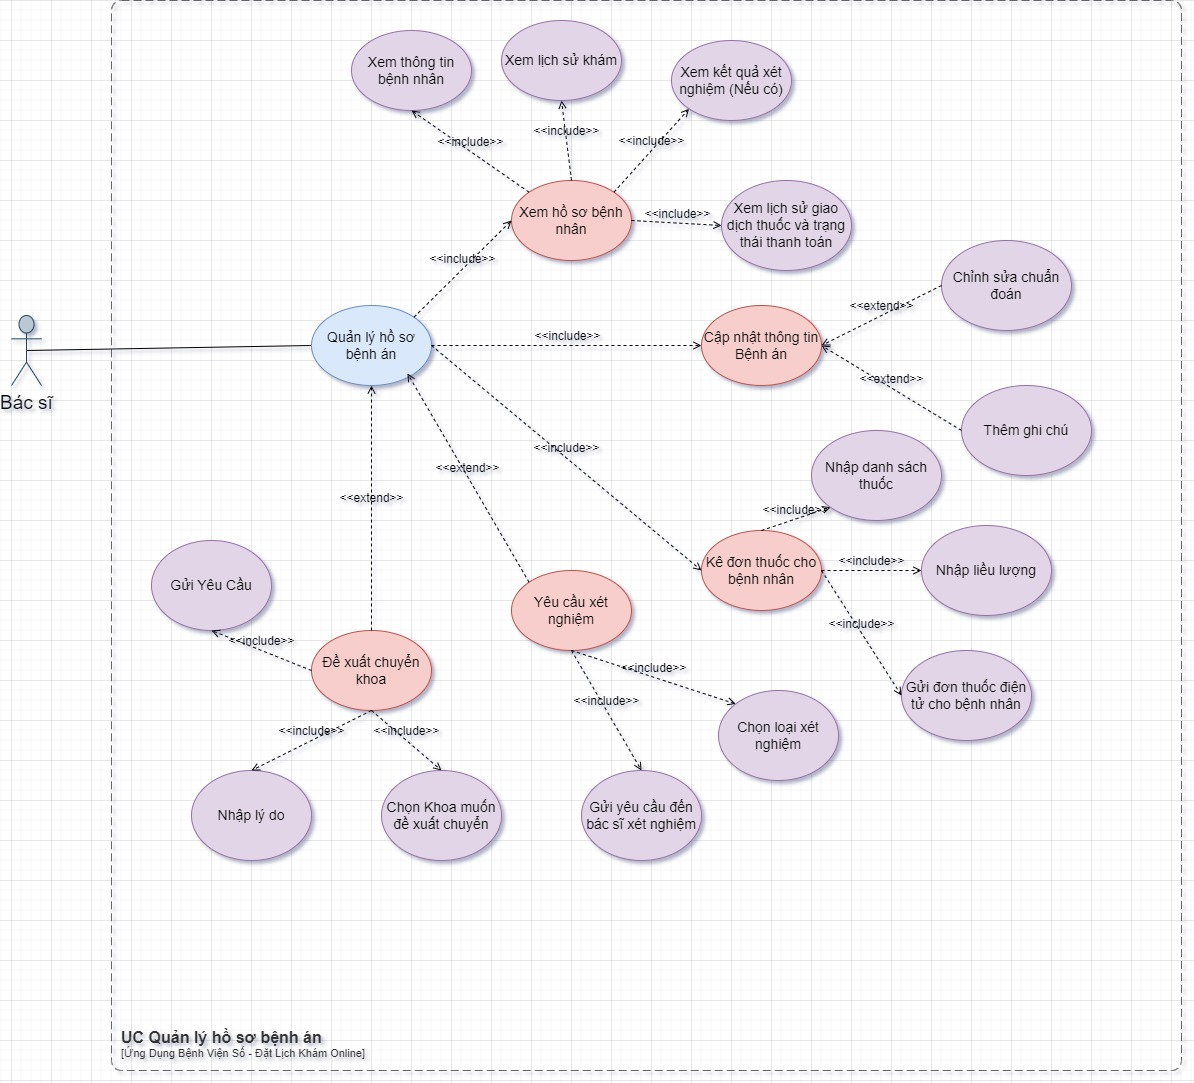 Xem thông tin
bệnh nhân
Xem lịch sử khám
Xem kết quả xét
nghiệm (Nếu có)
<<include>>
<<include>>
<<include>>
Xem hồ sơ bệnh
nhân
<<include>>
Xem lịch sử giao
dịch thuốc và trạng
thái thanh toán
<<include>>
Chỉnh sửa chuẩn
đoán
<<extend>>
Quản lý hồ sơ
bệnh án
<<include>>
Cập nhật thông tin
Bệnh án
<<extend>>
Bác sĩ
Thêm ghi chú
<<include>>
<<extend>>
Nhập danh sách
thuốc
<<extend>>
<<include>>
Kê đơn thuốc cho
bệnh nhân
<<include>>
Nhập liều lượng
Gửi Yêu Cầu
Yêu cầu xét
nghiệm
<<include>>
<<include>>
Đề xuất chuyển
khoa
<<include>>
Gửi đơn thuốc điện
tử cho bệnh nhân
<<include>>
<<include>>
<<include>>
Chọn loại xét
nghiệm
Nhập lý do
Chọn Khoa muốn
đề xuất chuyển
Gửi yêu cầu đến
bác sĩ xét nghiệm
UC Quản lý hồ sơ bệnh án
[Ứng Dụng Bệnh Viện Số - Đặt Lịch Khám Online]